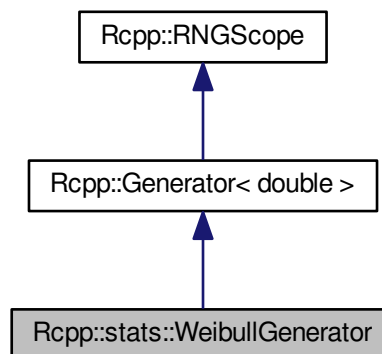 Rcpp::RNGScope
Rcpp::Generator< double >
Rcpp::stats::WeibullGenerator